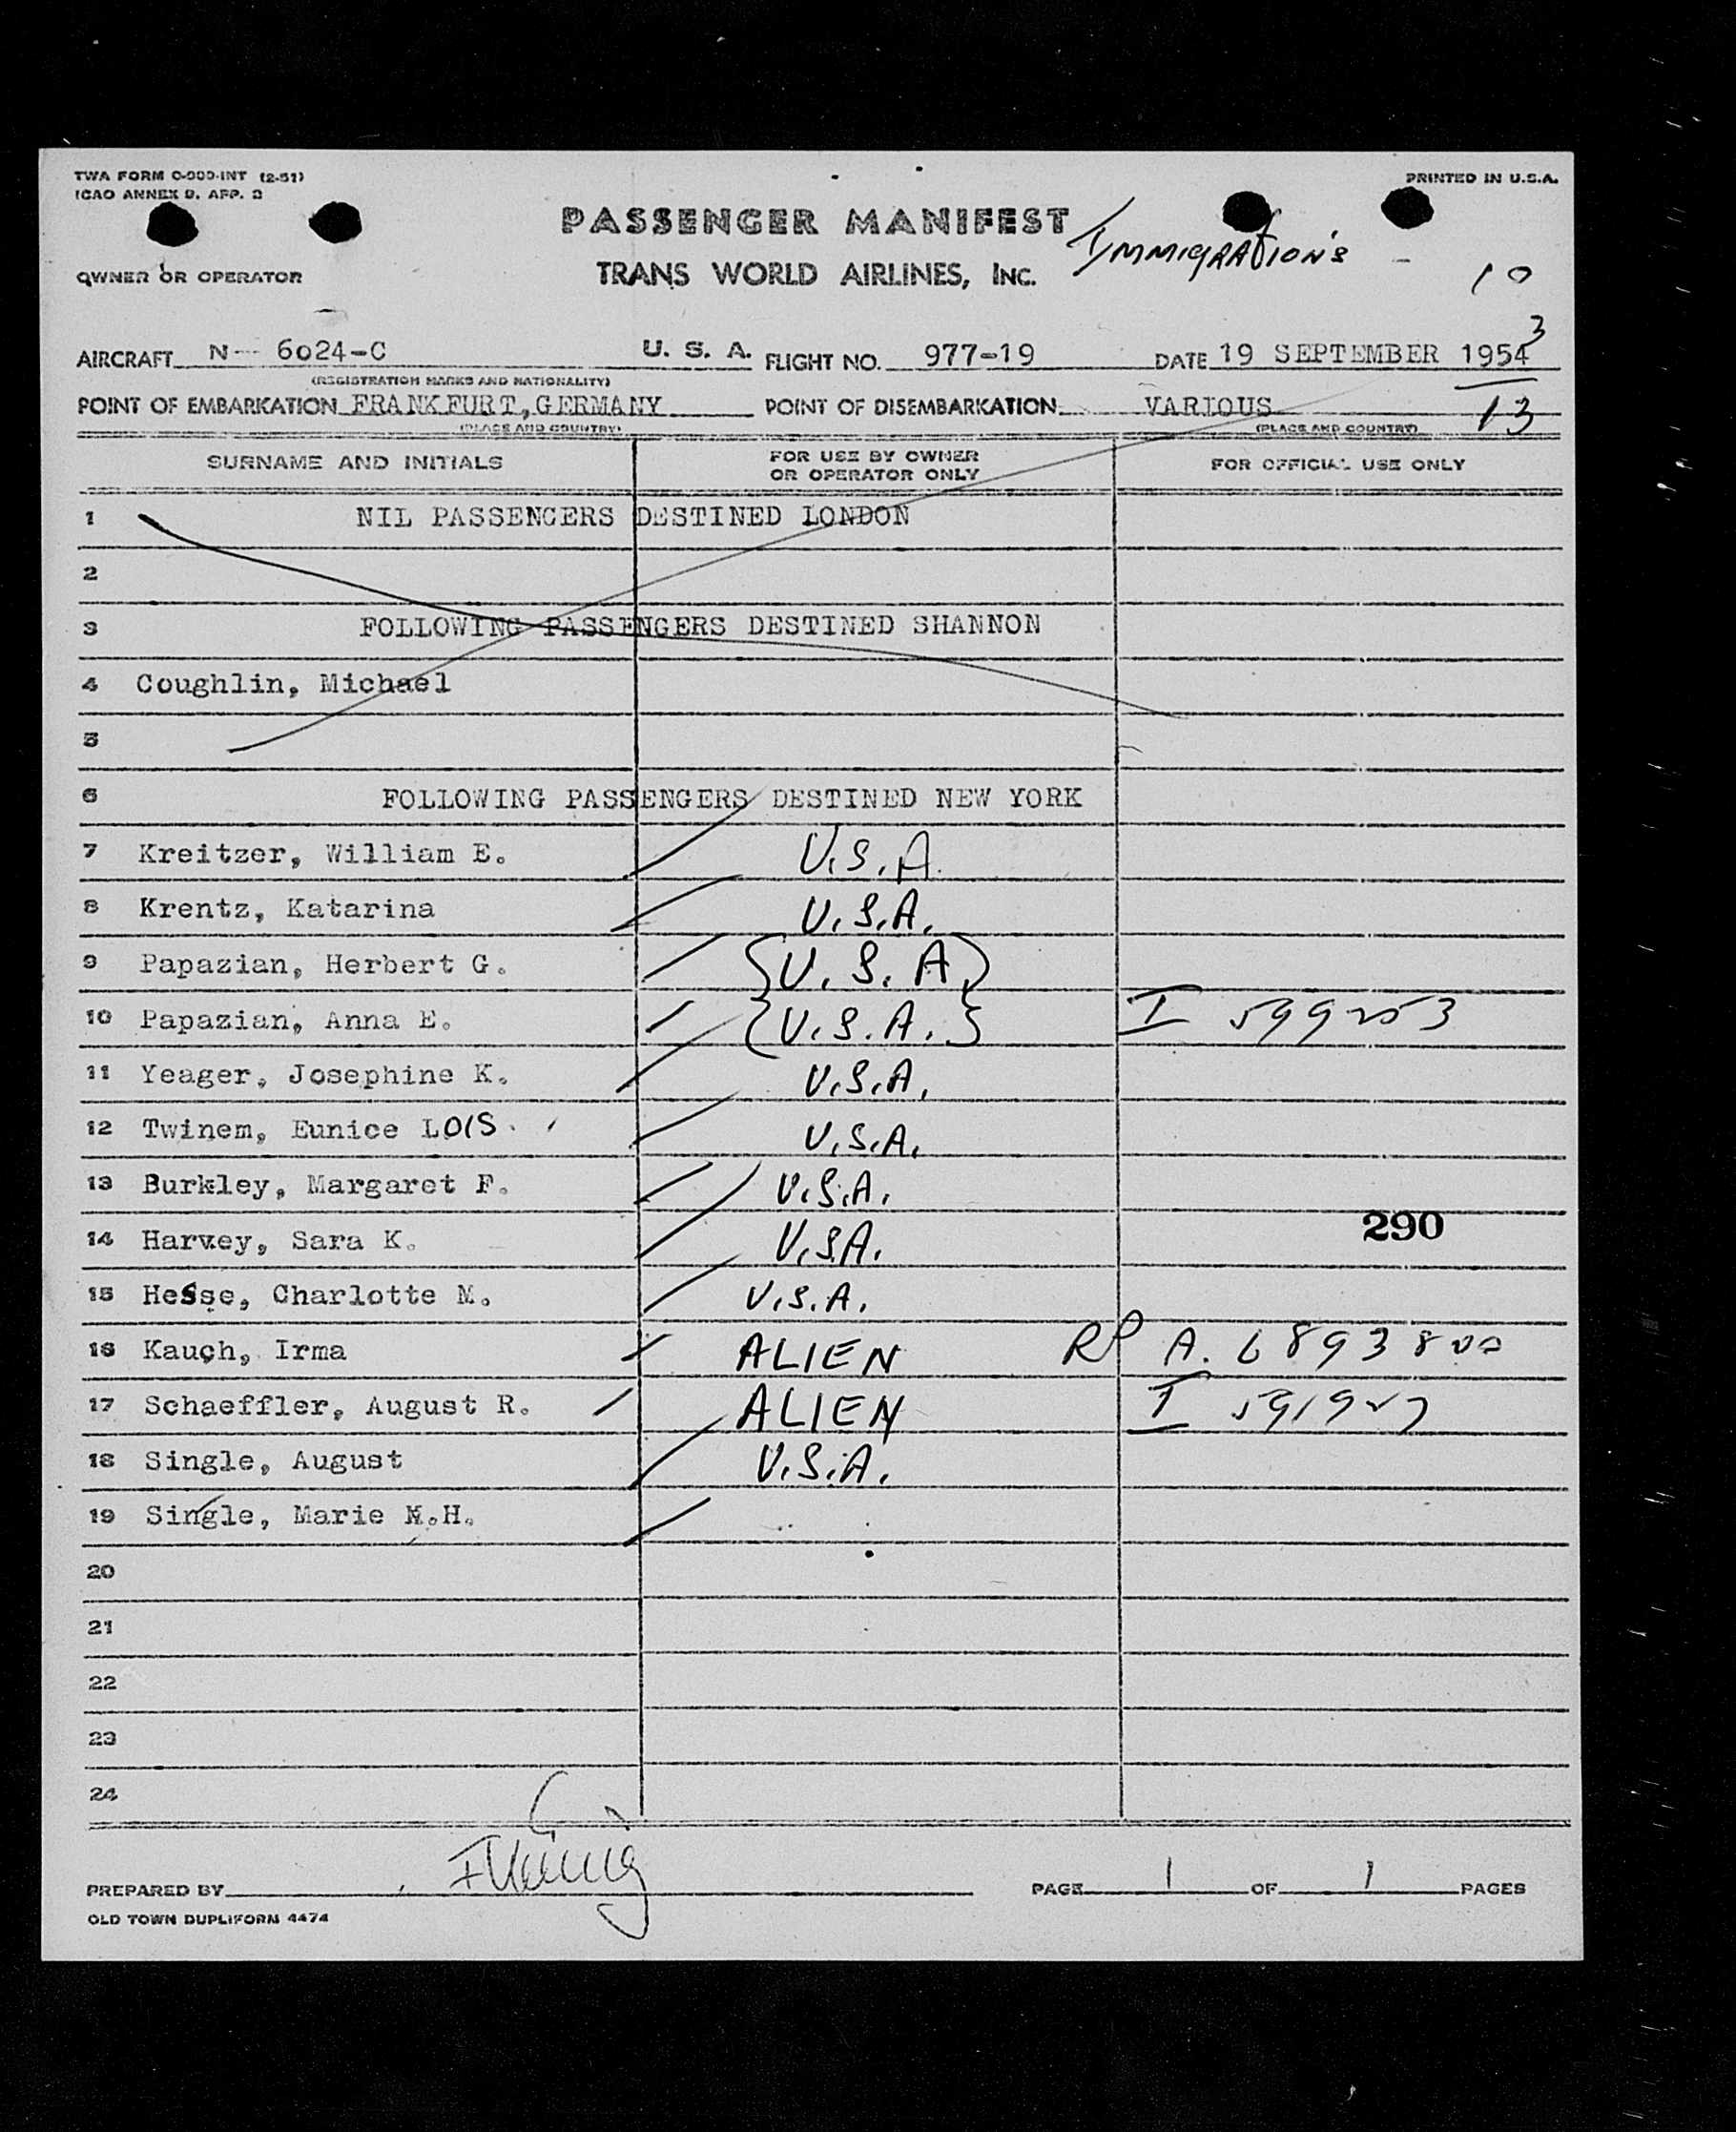 TWA FORM O-900-INT (2-51)
PRINTED IN U.S.A.
ICAO ANNEX 9, APP. 2
PASSENGER MANIFEST
IMMIGRATION'S - 10
OWNER OR OPERATOR
TRANS WORLD AIRLINES, INC.
3
AIRCRAFT N- 6024-C U. S. A. FLIGHT NO. 977-19 DATE 19 SEPTEMBER 1954
(REGISTRATION MARKS AND NATIONALITY)
POINT OF EMBARKATION FRANKFURT, GERMANY POINT OF DISEMBARKATION VARIOUS 13
(PLACE AND COUNTRY) (PLACE AND COUNTRY)
SURNAME AND INITIALS FOR USE BY OWNER OR OPERATOR ONLY FOR OFFICIAL USE ONLY
1 NIL PASSENGERS DESTINED LONDON
2
3 FOLLOWING PASSENGERS DESTINED SHANNON
4 Coughlin, Michael
5
6 FOLLOWING PASSENGERS DESTINED NEW YORK
7 Kreitzer, William E. U.S.A.
8 Krentz, Katarina U.S.A.
9 Papazian, Herbert G. {U.S.A}
10 Papazian, Anna E. {U.S.A.} I 599253
11 Yeager, Josephine K. U.S.A.
12 Twinem, Eunice LOIS. U.S.A.
13 Burkley, Margaret F. U.S.A.
14 Harvey, Sara K. U.S.A. 290
15 Hesse, Charlotte M. U.S.A.
16 Kauch, Irma ALIEN RP A. 6893800
17 Schaeffler, August R. ALIEN I 591927
18 Single, August U.S.A.
19 Single, Marie M.H.
20
21
22
23
24
PREPARED BY PAGE 1 OF 1 PAGES
OLD TOWN DUPLIFORM 4474